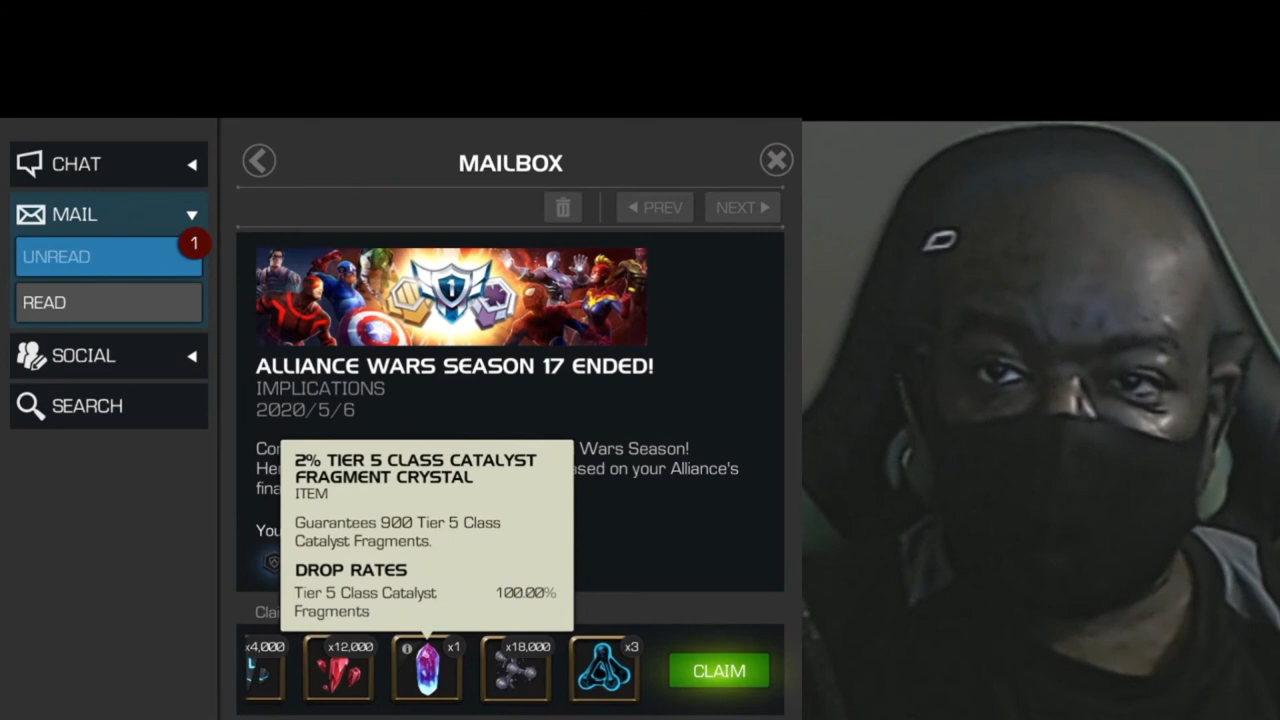 CHAT
MAIL
UNREAD
1
READ
SOCIAL
SEARCH
MAILBOX
PREV
NEXT
1
ALLIANCE WARS SEASON 17 ENDED!
IMPLICATIONS
2020/5/6
Wars Season!
on your Alliance's
2% TIER 5 CLASS CATALYST
FRAGMENT CRYSTAL
ITEM
Guarantees 900 Tier 5 Class
Catalyst Fragments.
DROP RATES
Tier 5 Class Catalyst 100.00%
Fragments
x4,000
x12,000
x1
x18,000
x3
CLAIM